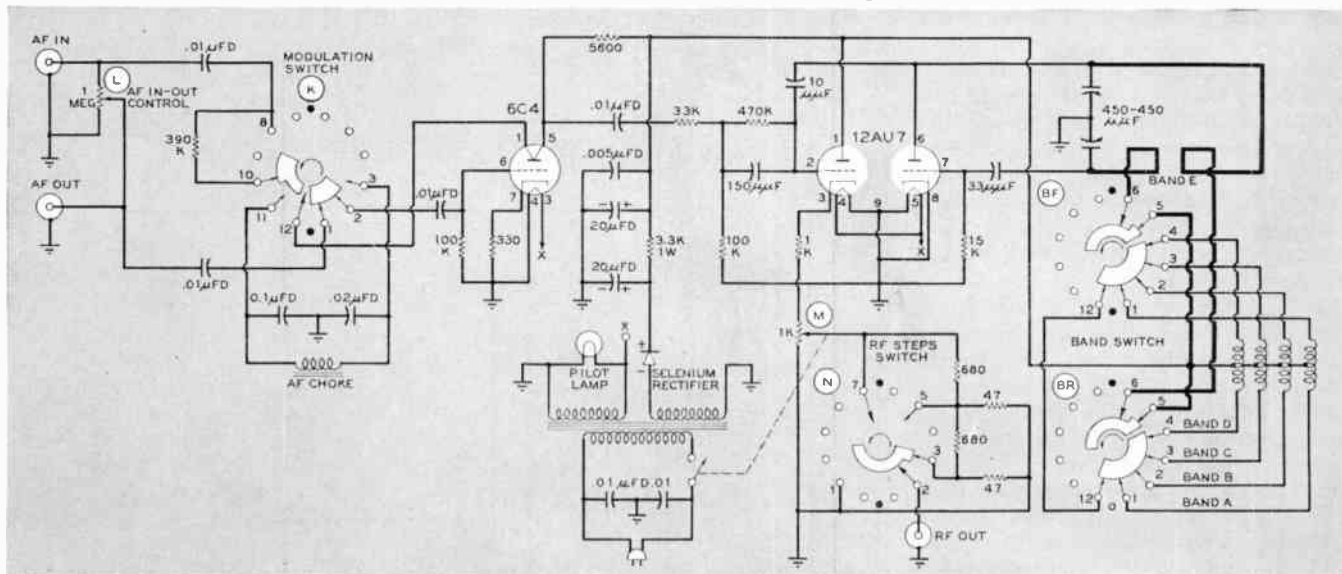 AF IN
.01µFD
MODULATION
SWITCH
K
L
1
MEG
AF IN-OUT
CONTROL
8
390
K
10
11
12
1
2
3
AF OUT
.01µFD
0.1µFD
.02µFD
AF CHOKE
5600
6C4
1
5
6
7
4
3
X
.01µFD
100
K
330
.01µFD
33K
470K
.005µFD
20µFD
20µFD
3.3K
1W
150µµF
100
K
10
µµF
12AU7
1
6
2
7
3
4
9
5
8
X
33µµF
1
K
15
K
450-450
µµF
BAND E
BF
6
5
4
3
2
12
1
BAND SWITCH
X
PILOT
LAMP
SELENIUM
RECTIFIER
.01µFD
.01
1K
M
RF STEPS
SWITCH
N
7
5
3
1
2
680
680
47
47
RF OUT
BR
6
5
4
3
2
12
1
BAND D
BAND C
BAND B
BAND A